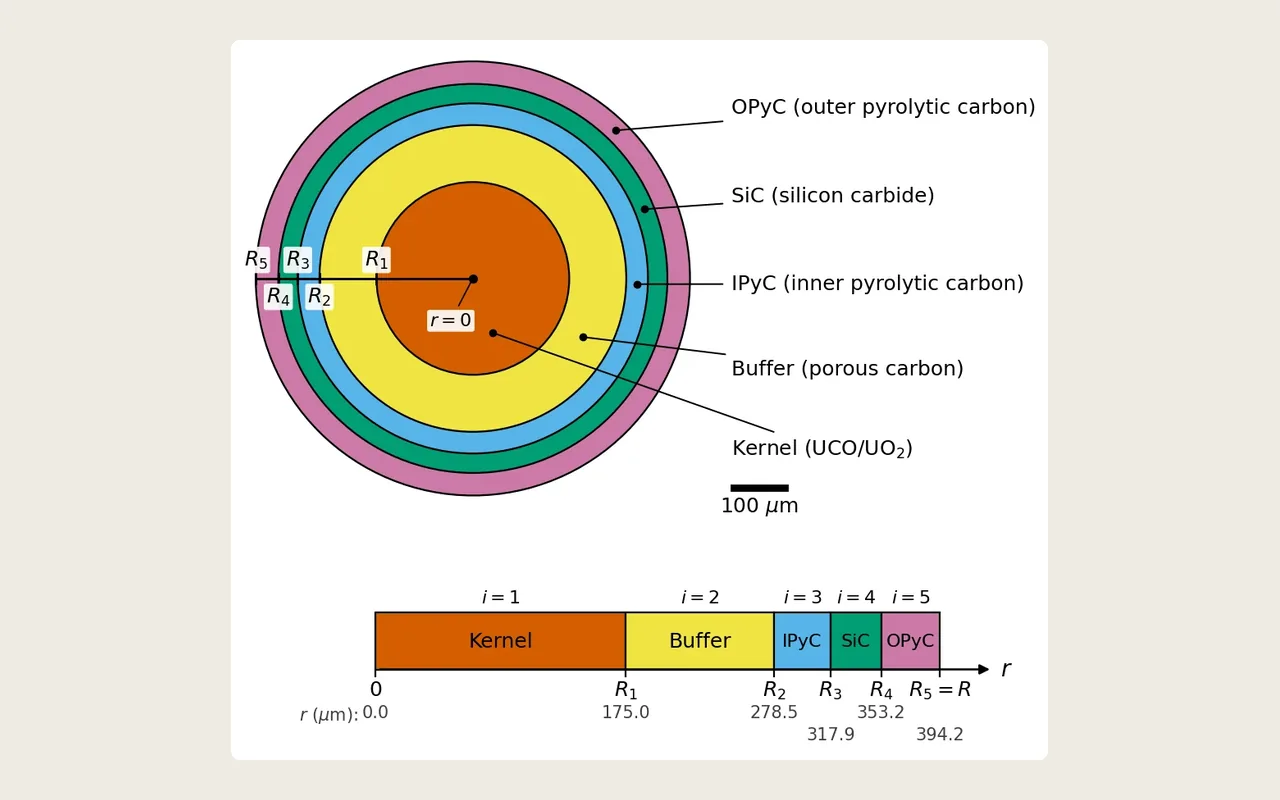 OPyC (outer pyrolytic carbon)
SiC (silicon carbide)
R₅ R₃ R₁
IPyC (inner pyrolytic carbon)
R₄ R₂
r = 0
Buffer (porous carbon)
Kernel (UCO/UO₂)
100 μm
i = 1 i = 2 i = 3 i = 4 i = 5
Kernel Buffer IPyC SiC OPyC
r
0 R₁ R₂ R₃ R₄ R₅ = R
r (μm): 0.0 175.0 278.5 353.2
317.9 394.2